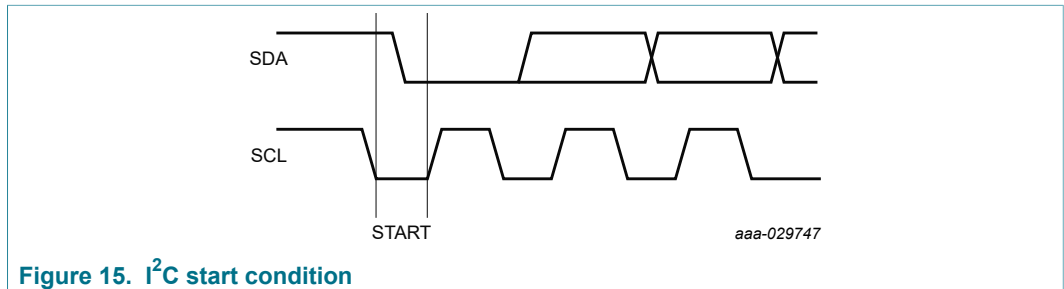 SDA
SCL
START
aaa-029747
Figure 15. I²C start condition